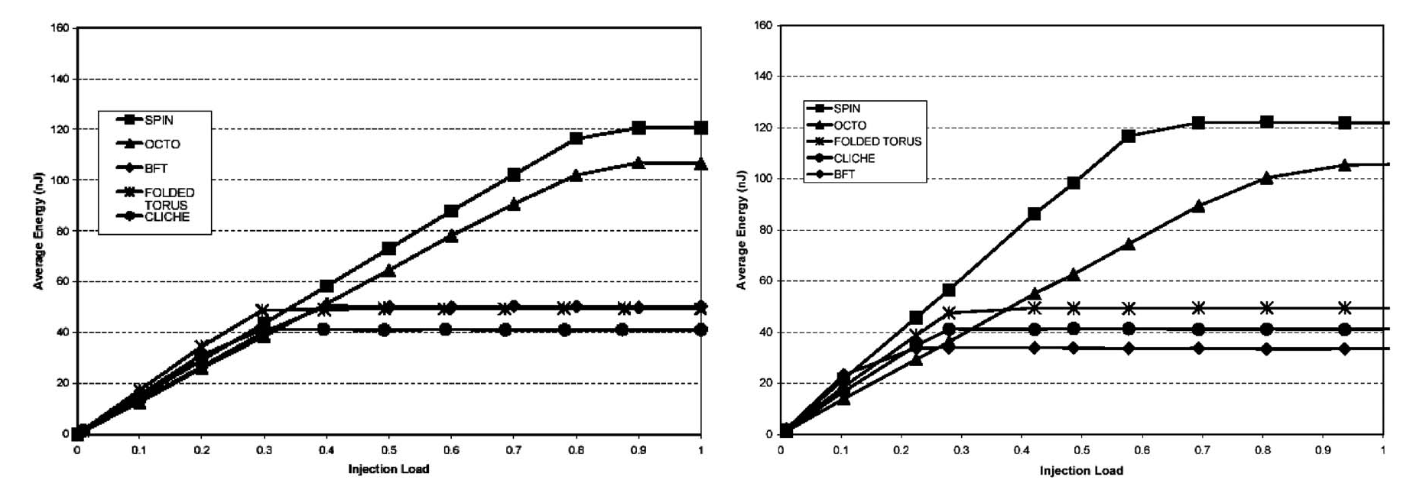 160
140
120
100
80
60
40
20
0
Average Energy (nJ)
SPIN
OCTO
BFT
FOLDED
TORUS
CLICHE
0 0.1 0.2 0.3 0.4 0.5 0.6 0.7 0.8 0.9 1
Injection Load
160
140
120
100
80
60
40
20
0
Average Energy (nJ)
SPIN
OCTO
FOLDED TORUS
CLICHE
BFT
0 0.1 0.2 0.3 0.4 0.5 0.6 0.7 0.8 0.9 1
Injection Load